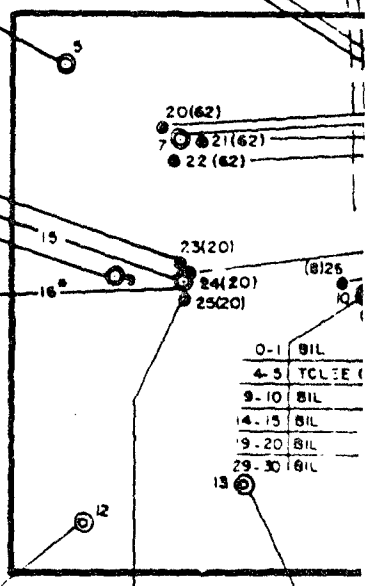 5
20(62)
7 21(62)
22(62)
15
23(20)
9 24(20)
16*
25(20)
(8)26
10
0-1 BIL
4-5
9-10 BIL
14-15 BIL
19-20 BIL
29-30 BIL
13
12